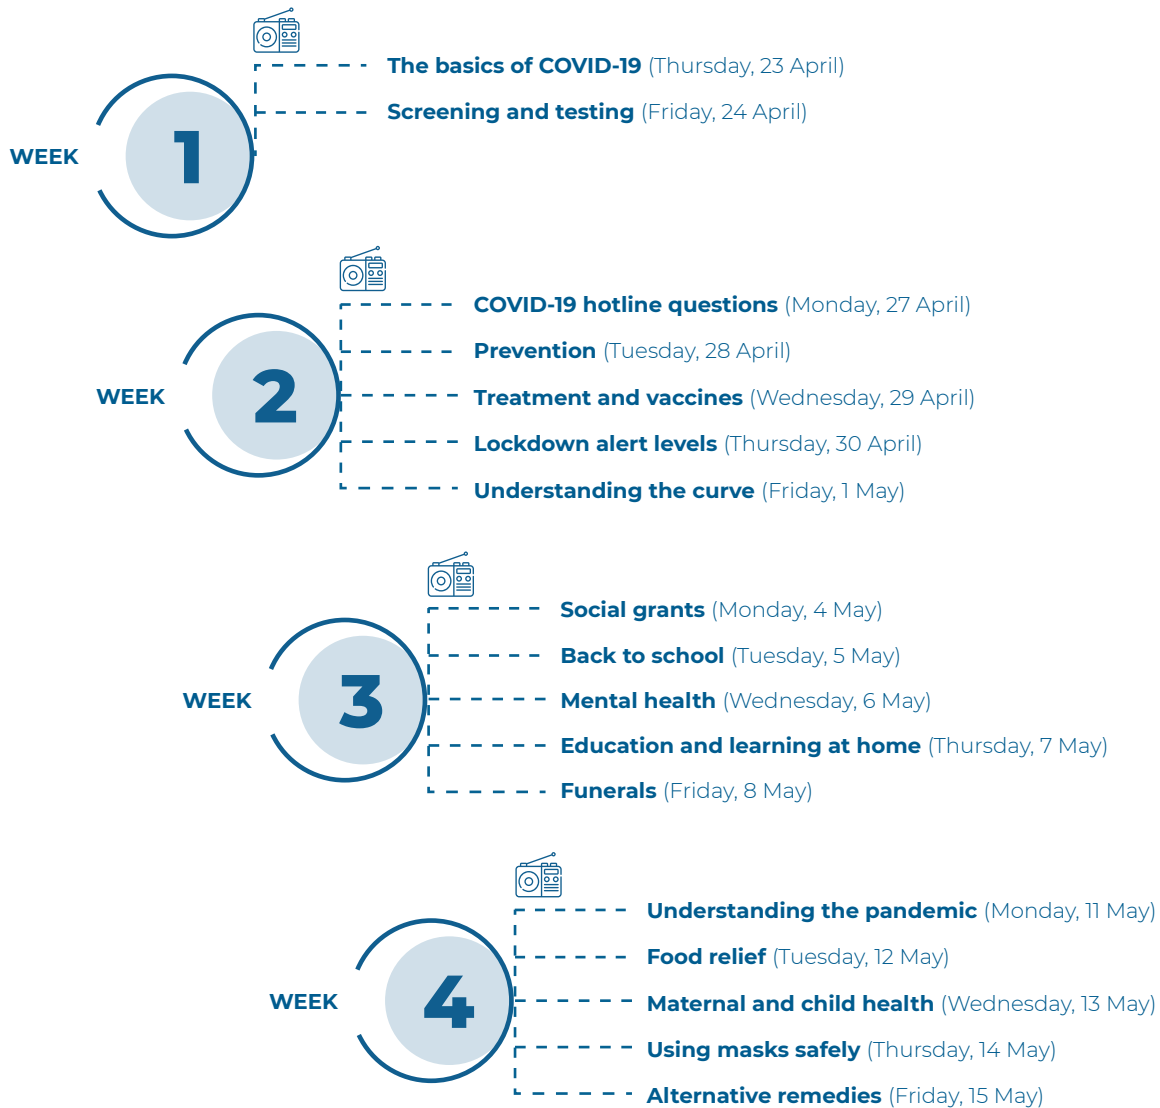 The basics of COVID-19 (Thursday, 23 April)
Screening and testing (Friday, 24 April)
WEEK 1
COVID-19 hotline questions (Monday, 27 April)
Prevention (Tuesday, 28 April)
Treatment and vaccines (Wednesday, 29 April)
WEEK 2
Lockdown alert levels (Thursday, 30 April)
Understanding the curve (Friday, 1 May)
Social grants (Monday, 4 May)
Back to school (Tuesday, 5 May)
WEEK 3
Mental health (Wednesday, 6 May)
Education and learning at home (Thursday, 7 May)
Funerals (Friday, 8 May)
Understanding the pandemic (Monday, 11 May)
Food relief (Tuesday, 12 May)
WEEK 4
Maternal and child health (Wednesday, 13 May)
Using masks safely (Thursday, 14 May)
Alternative remedies (Friday, 15 May)